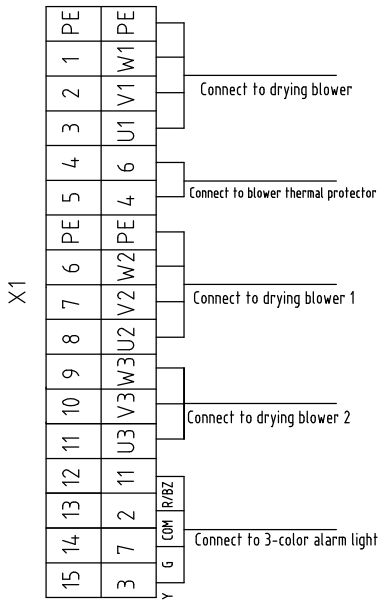 X1
PE PE
1 W1
2 V1
3 U1
Connect to drying blower
4 6
5 4
Connect to blower thermal protector
PE PE
6 W2
7 V2
8 U2
Connect to drying blower 1
9 W3
10 V3
11 U3
Connect to drying blower 2
12 11 R/BZ
13 2 COM
14 7 G
15 3 Y
Connect to 3-color alarm light